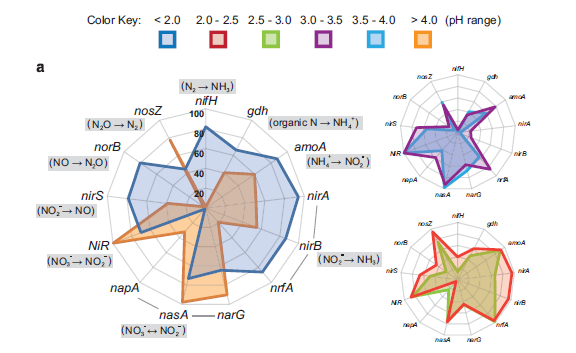 Color Key: < 2.0 2.0 - 2.5 2.5 - 3.0 3.0 - 3.5 3.5 - 4.0 > 4.0 (pH range)
a
(N₂ → NH₃)
nifH
nosZ
gdh
(N₂O → N₂)
(organic N → NH₄⁺)
norB
amoA
(NO → N₂O)
(NH₄⁺ → NO₂⁻)
nirS
nirA
(NO₂⁻ → NO)
NiR
nirB
(NO₃⁻ → NO₂⁻)
(NO₂⁻ → NH₃)
napA
nrfA
nasA
narG
(NO₃⁻ ↔ NO₂⁻)
100
80
60
40
20
nifH
nosZ
gdh
norB
amoA
nirS
nirA
NiR
nirB
napA
nrfA
nasA
narG
nifH
nosZ
gdh
norB
amoA
nirS
nirA
NiR
nirB
napA
nrfA
nasA
narG